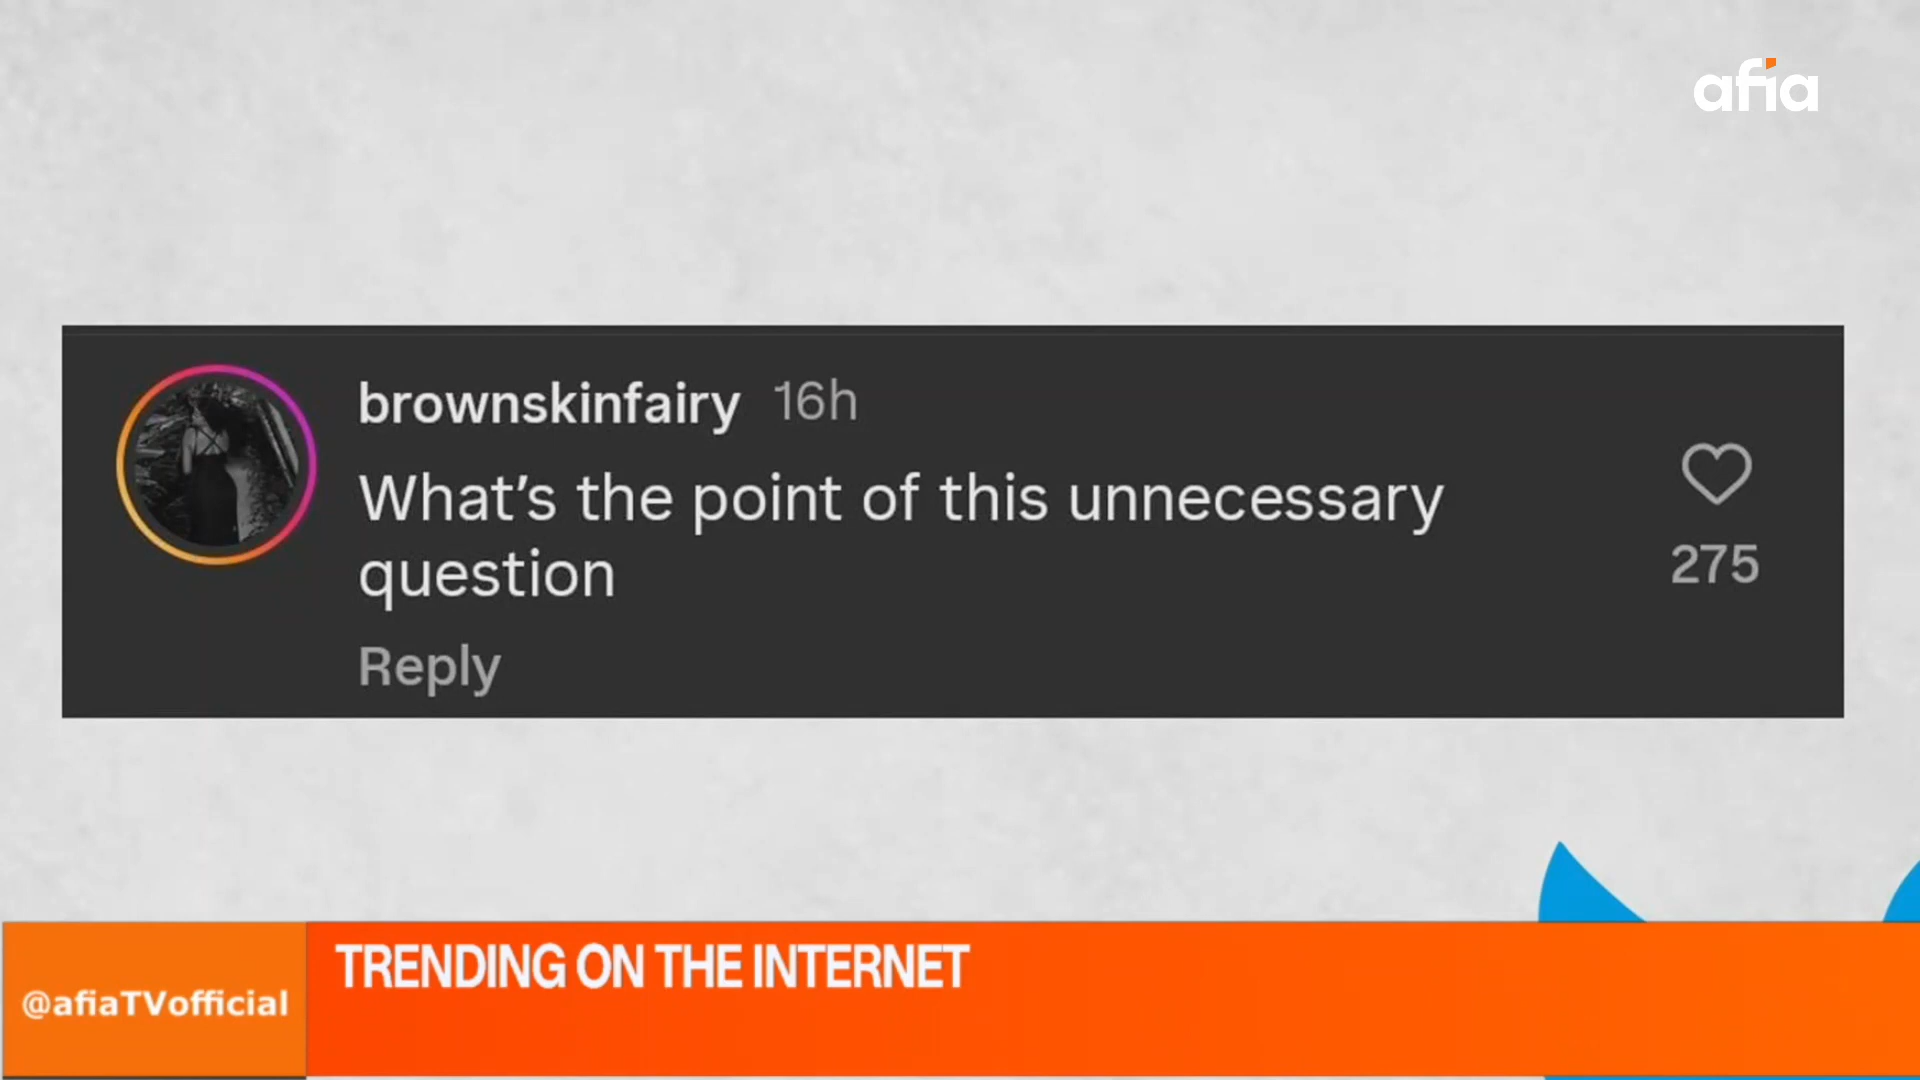 afia
brownskinfairy 16h
What's the point of this unnecessary
question
275
Reply
TRENDING ON THE INTERNET
@afiaTVofficial